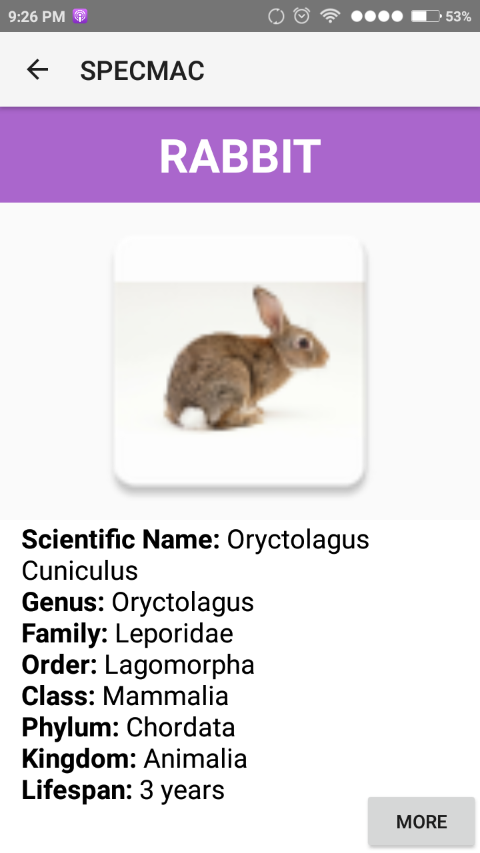 9:26 PM 53%
SPECMAC
RABBIT
Scientific Name: Oryctolagus
Cuniculus
Genus: Oryctolagus
Family: Leporidae
Order: Lagomorpha
Class: Mammalia
Phylum: Chordata
Kingdom: Animalia
Lifespan: 3 years
MORE